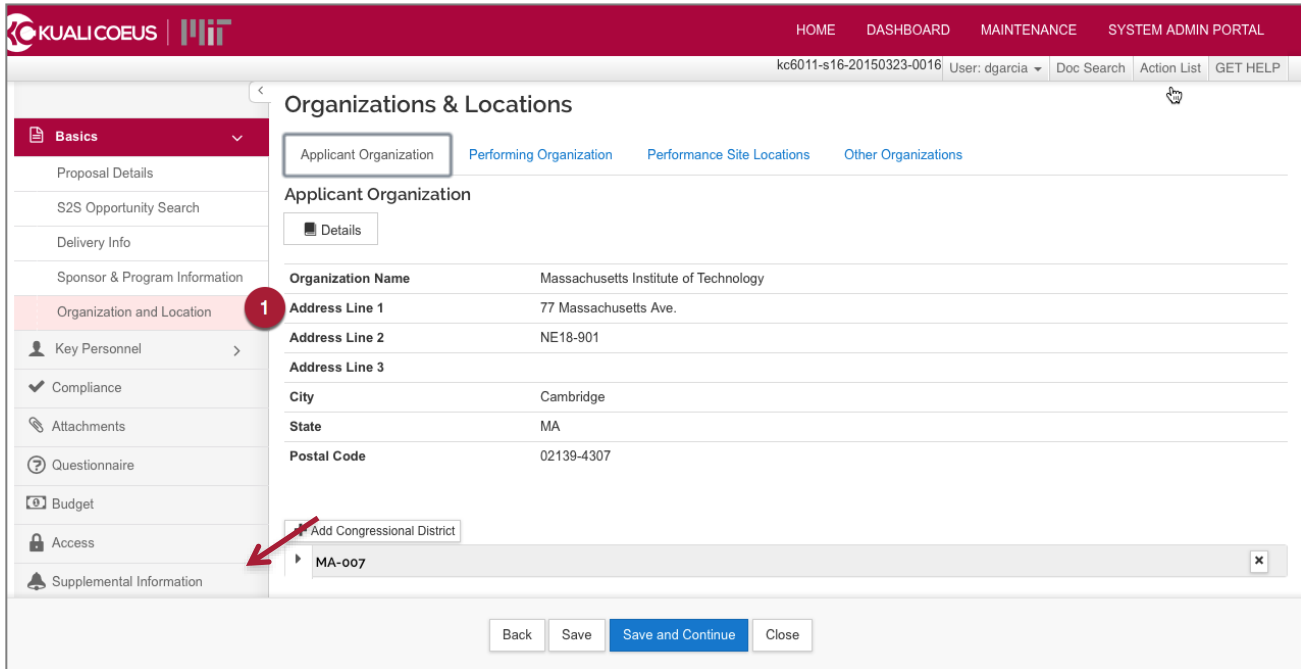 KUALI COEUS MIT HOME DASHBOARD MAINTENANCE SYSTEM ADMIN PORTAL
kc6011-s16-20150323-0016 User: dgarcia Doc Search Action List GET HELP
Basics
Proposal Details
S2S Opportunity Search
Delivery Info
Sponsor & Program Information
Organization and Location
1
Key Personnel
Compliance
Attachments
Questionnaire
Budget
Access
Supplemental Information
Organizations & Locations
Applicant Organization Performing Organization Performance Site Locations Other Organizations
Applicant Organization
Details
Organization Name Massachusetts Institute of Technology
Address Line 1 77 Massachusetts Ave.
Address Line 2 NE18-901
Address Line 3
City Cambridge
State MA
Postal Code 02139-4307
Add Congressional District
MA-007
Back Save Save and Continue Close